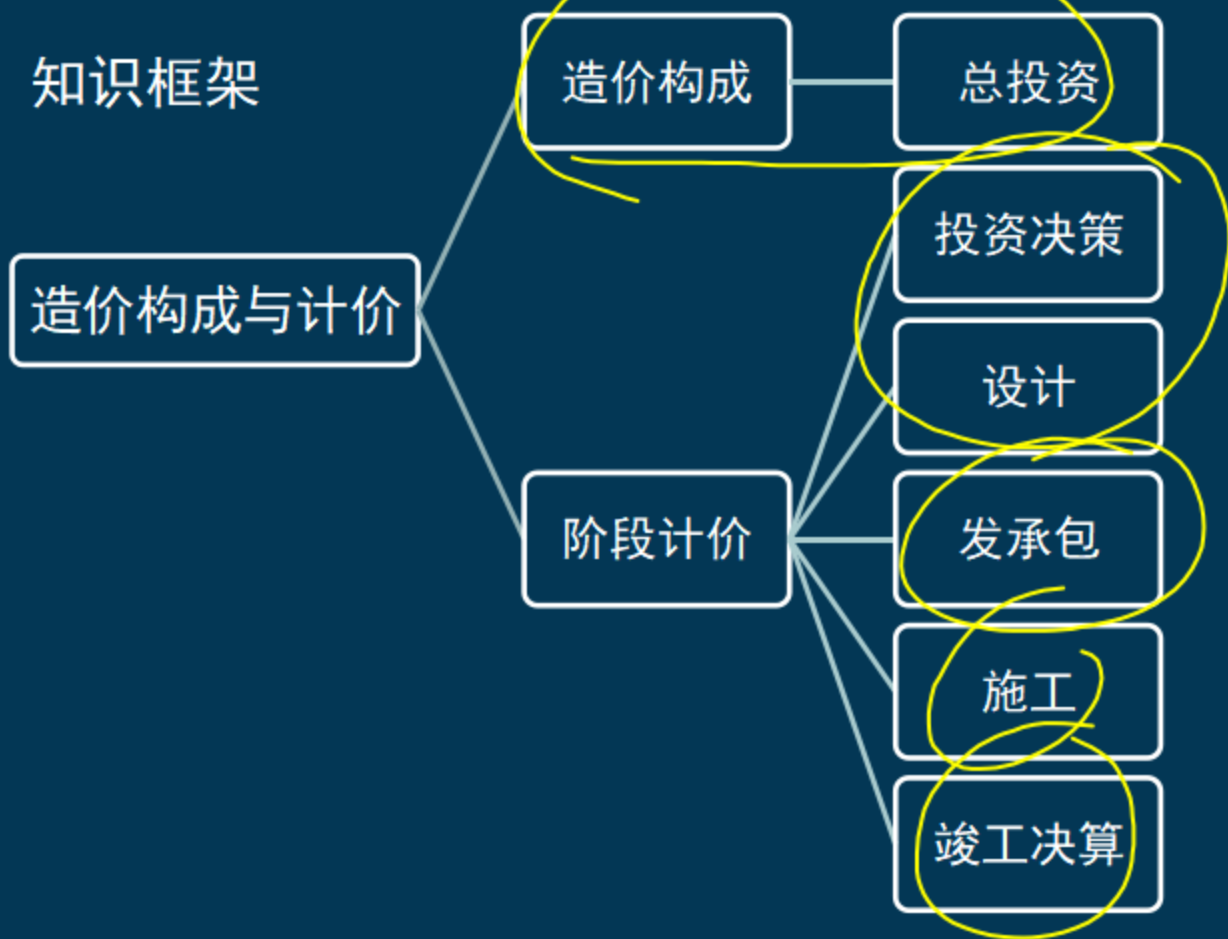 知识框架
造价构成与计价
造价构成
总投资
阶段计价
投资决策
设计
发承包
施工
竣工决算